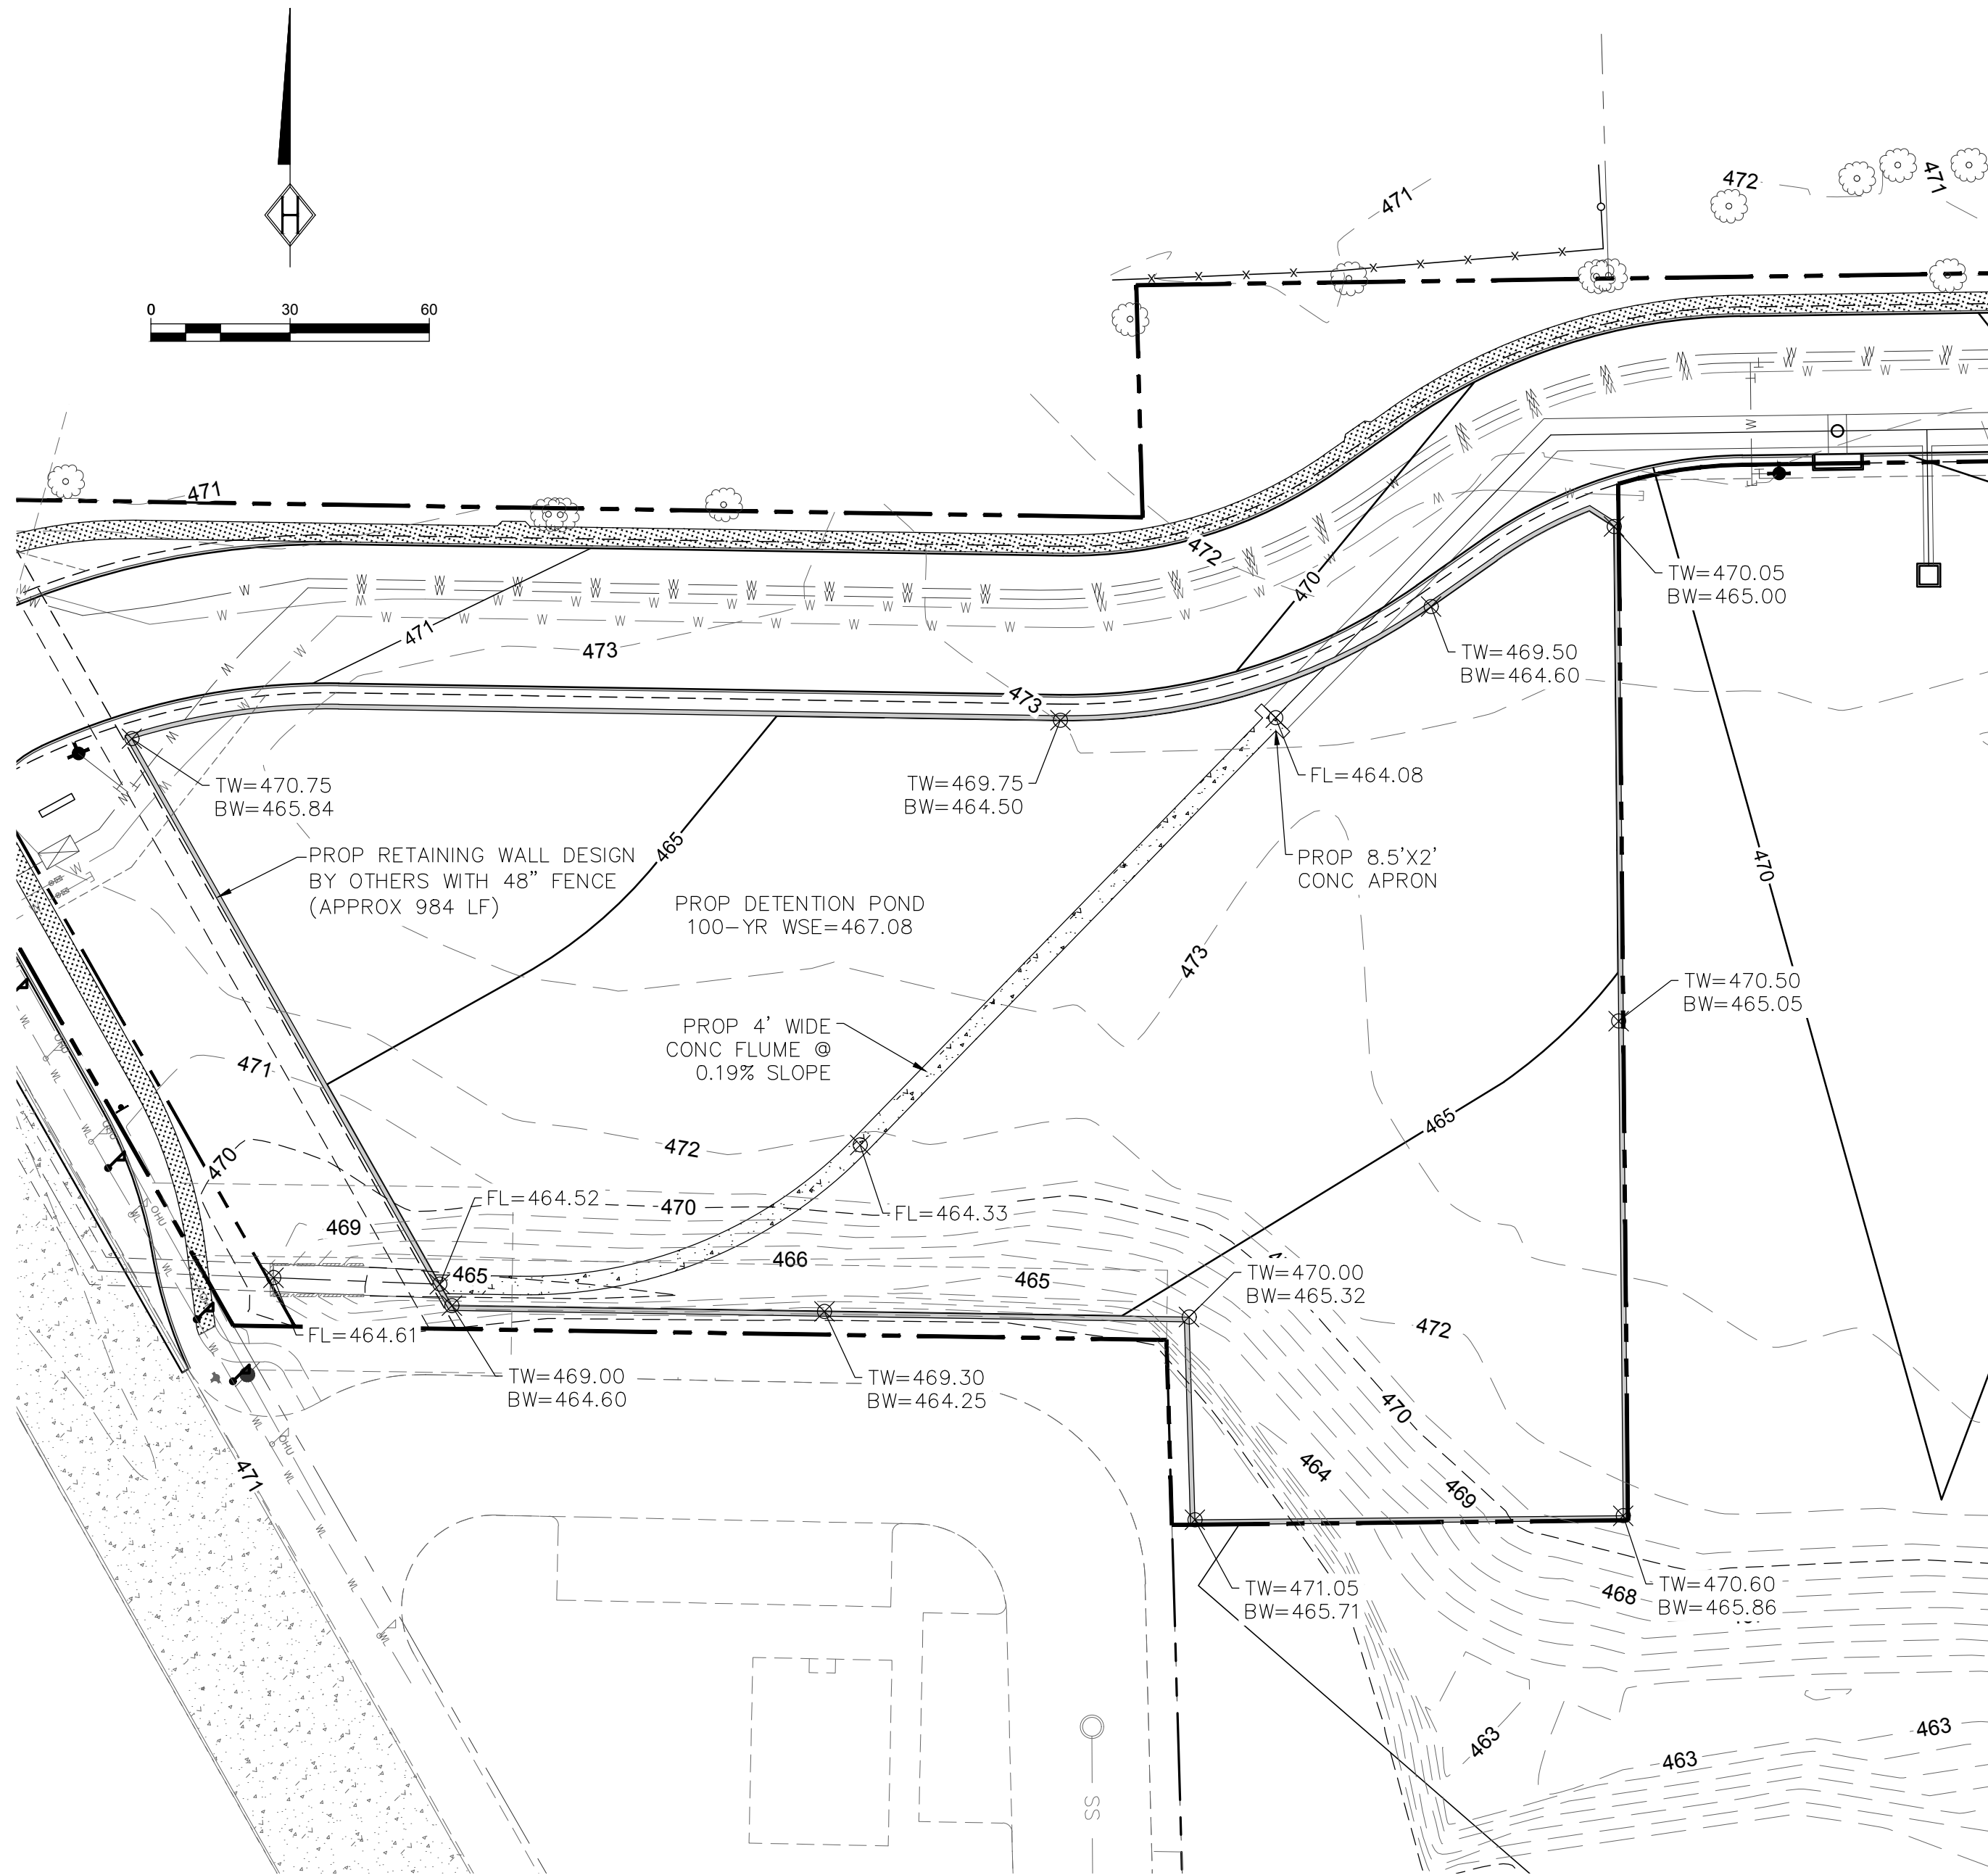 H
0 30 60
471
472
471
471
472
470
471
473
473
TW=470.05
BW=465.00
TW=469.50
BW=464.60
TW=470.75
BW=465.84
TW=469.75
BW=464.50
FL=464.08
PROP RETAINING WALL DESIGN
BY OTHERS WITH 48" FENCE
(APPROX 984 LF)
465
PROP 8.5'X2'
CONC APRON
470
PROP DETENTION POND
100-YR WSE=467.08
473
TW=470.50
BW=465.05
PROP 4' WIDE
CONC FLUME @
0.19% SLOPE
471
465
472
470
FL=464.52
470
FL=464.33
469
466
465
465
TW=470.00
BW=465.32
FL=464.61
472
TW=469.00
BW=464.60
TW=469.30
BW=464.25
470
471
464
469
OHU
OHU
WL
WL
WL
W
W
W
TW=471.05
BW=465.71
468
TW=470.60
BW=465.86
463
463
463
SS